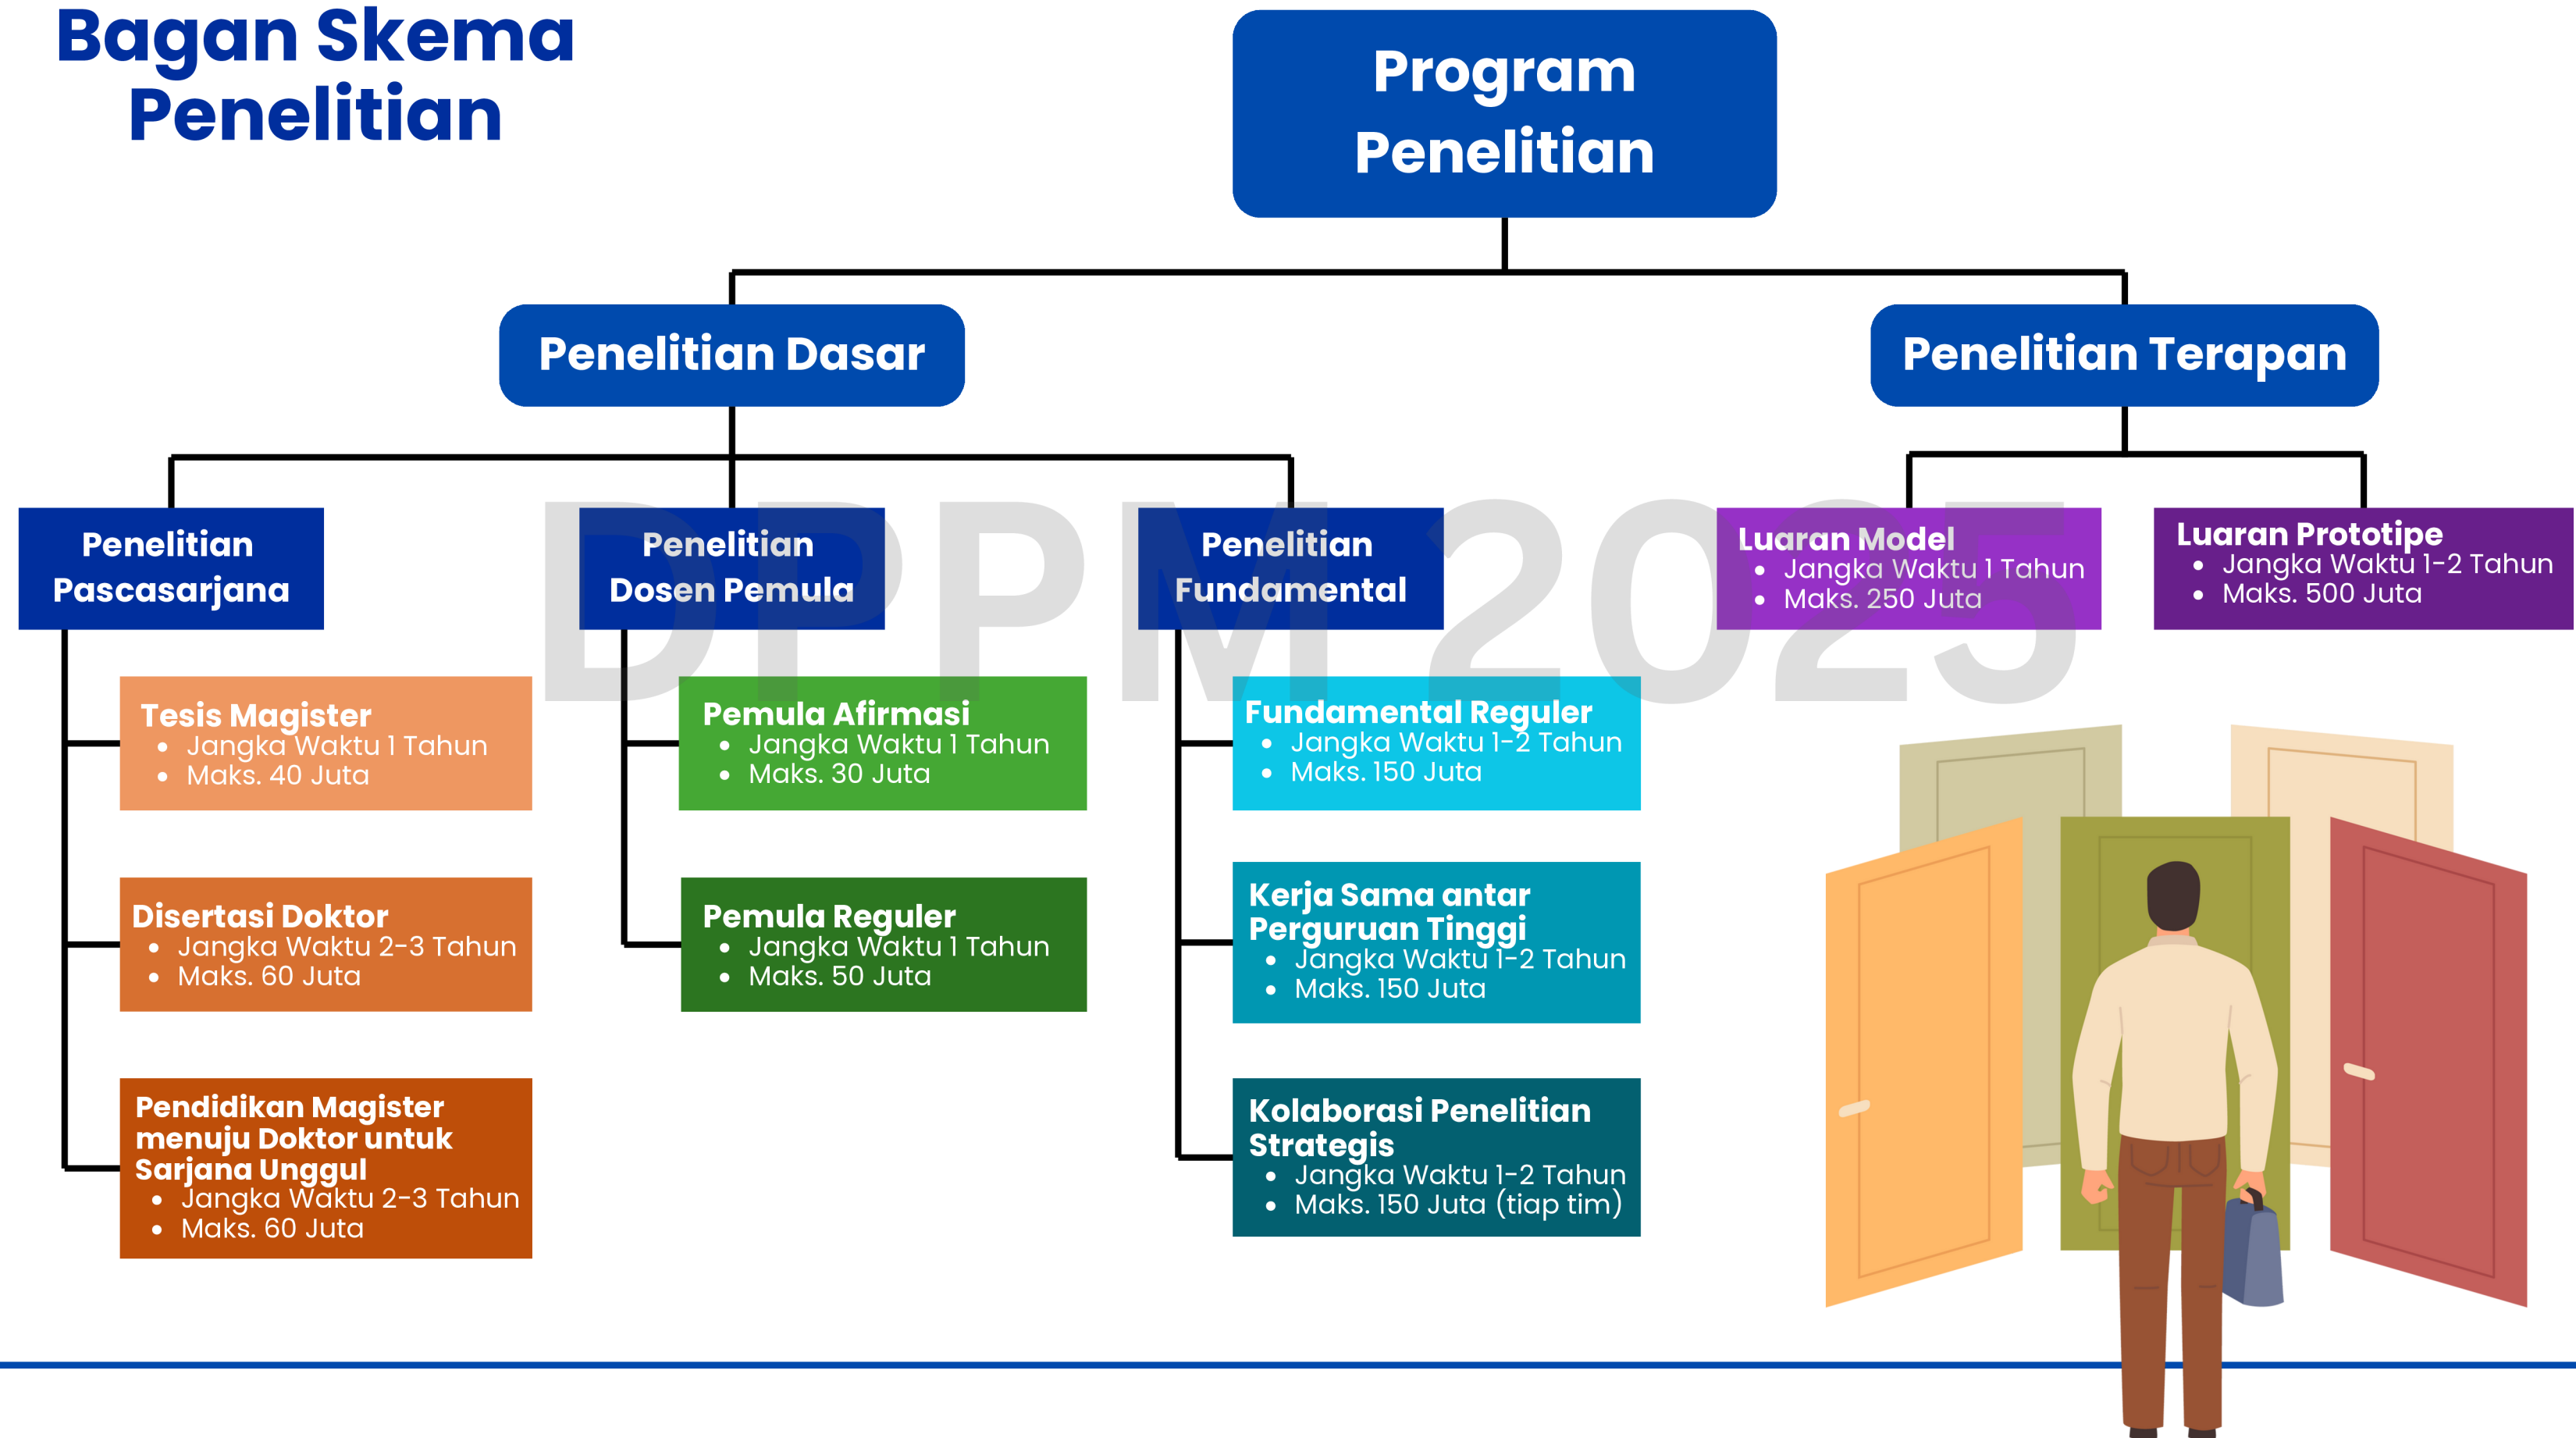 Bagan Skema
Penelitian
Program
Penelitian
Penelitian Dasar
Penelitian Terapan
Penelitian
Pascasarjana
Penelitian
Dosen Pemula
Penelitian
Fundamental
Luaran Model
• Jangka Waktu 1 Tahun
• Maks. 250 Juta
Luaran Prototipe
• Jangka Waktu 1-2 Tahun
• Maks. 500 Juta
DPPM 2025
Tesis Magister
• Jangka Waktu 1 Tahun
• Maks. 40 Juta
Disertasi Doktor
• Jangka Waktu 2-3 Tahun
• Maks. 60 Juta
Pendidikan Magister
menuju Doktor untuk
Sarjana Unggul
• Jangka Waktu 2-3 Tahun
• Maks. 60 Juta
Pemula Afirmasi
• Jangka Waktu 1 Tahun
• Maks. 30 Juta
Pemula Reguler
• Jangka Waktu 1 Tahun
• Maks. 50 Juta
Fundamental Reguler
• Jangka Waktu 1-2 Tahun
• Maks. 150 Juta
Kerja Sama antar
Perguruan Tinggi
• Jangka Waktu 1-2 Tahun
• Maks. 150 Juta
Kolaborasi Penelitian
Strategis
• Jangka Waktu 1-2 Tahun
• Maks. 150 Juta (tiap tim)